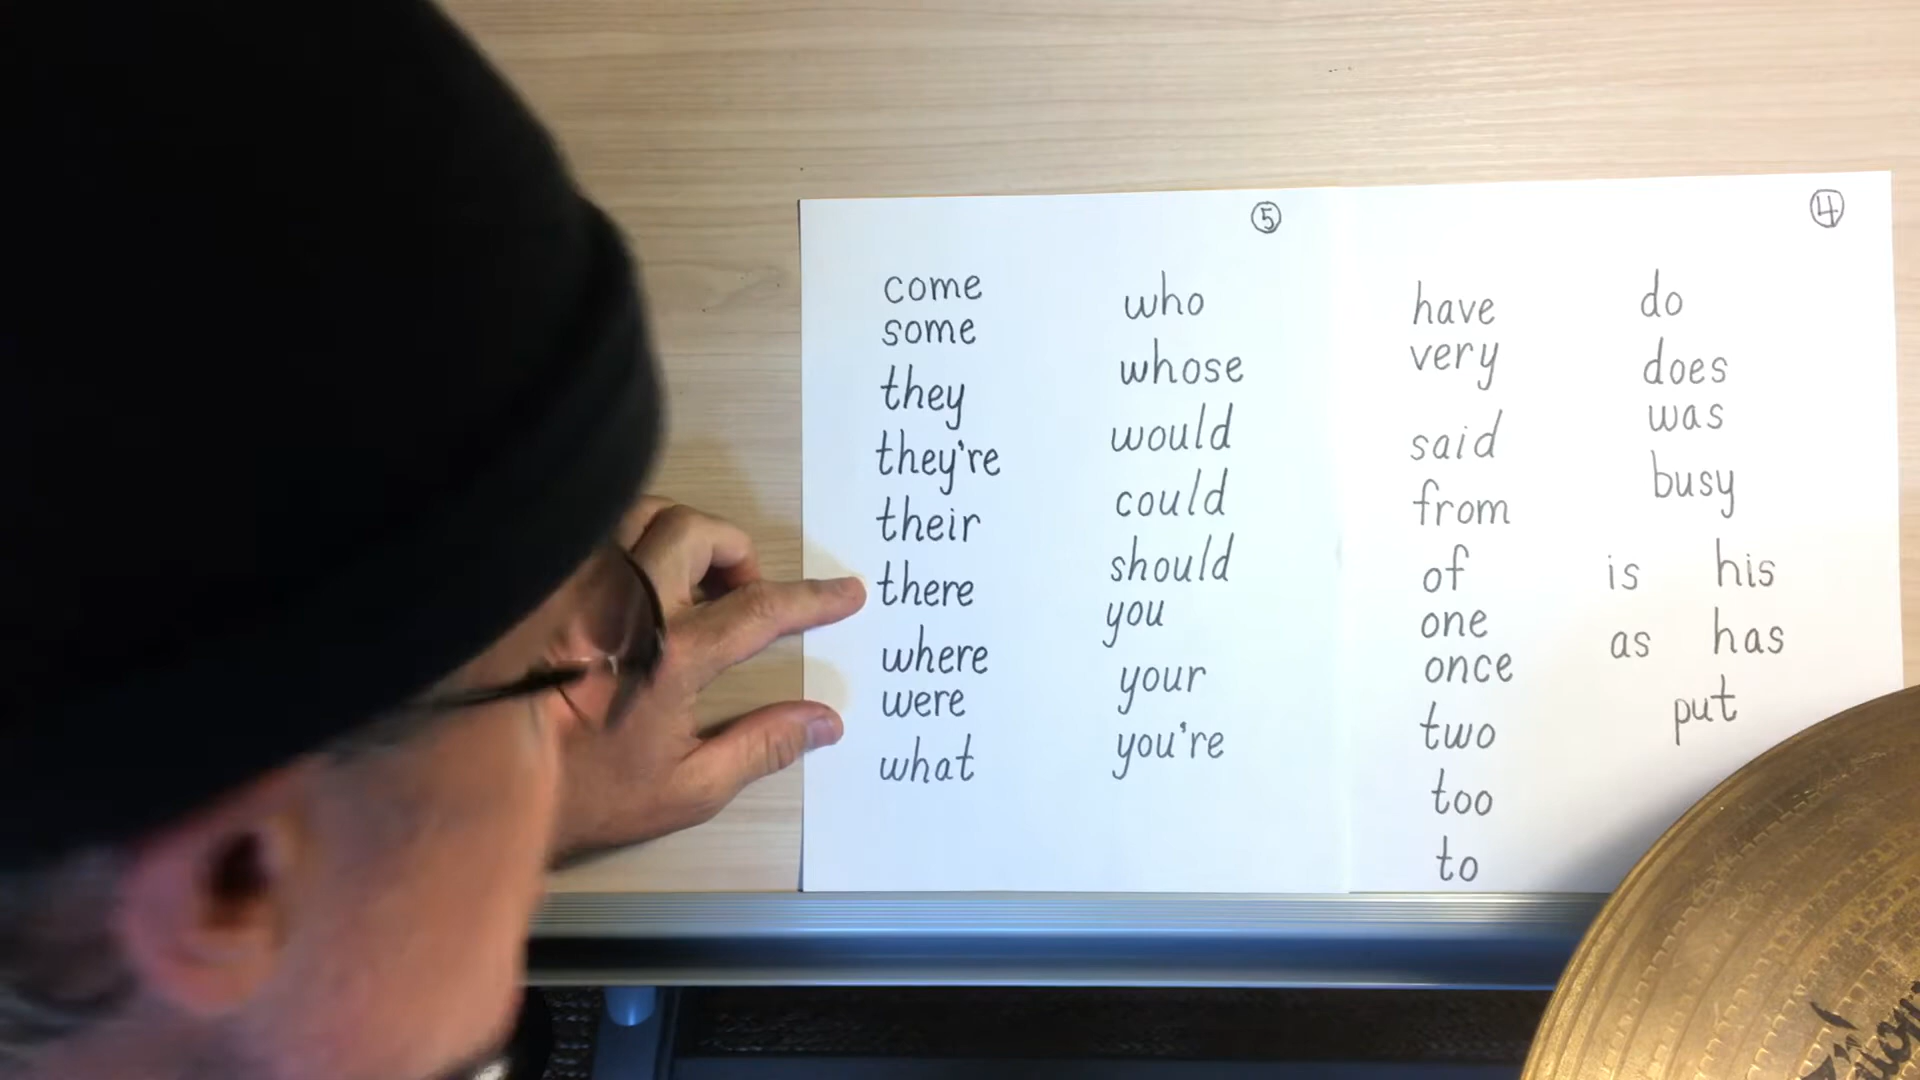 ⑤
come
some
they
they're
their
there
where
were
what
who
whose
would
could
should
you
your
you're
④
have
very
said
from
of
one
once
two
too
to
do
does
was
busy
is his
as has
put